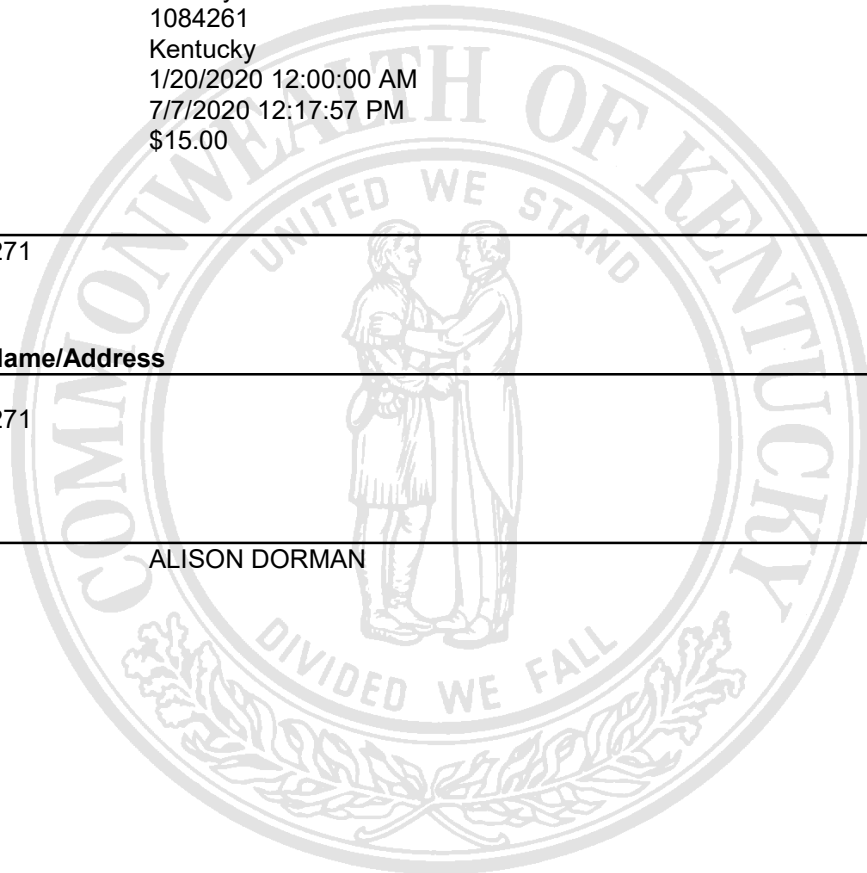 1084261
Kentucky
1/20/2020 12:00:00 AM
7/7/2020 12:17:57 PM
$15.00
COMMONWEALTH OF KENTUCKY
UNITED WE STAND
271
Name/Address
271
ALISON DORMAN
DIVIDED WE FALL